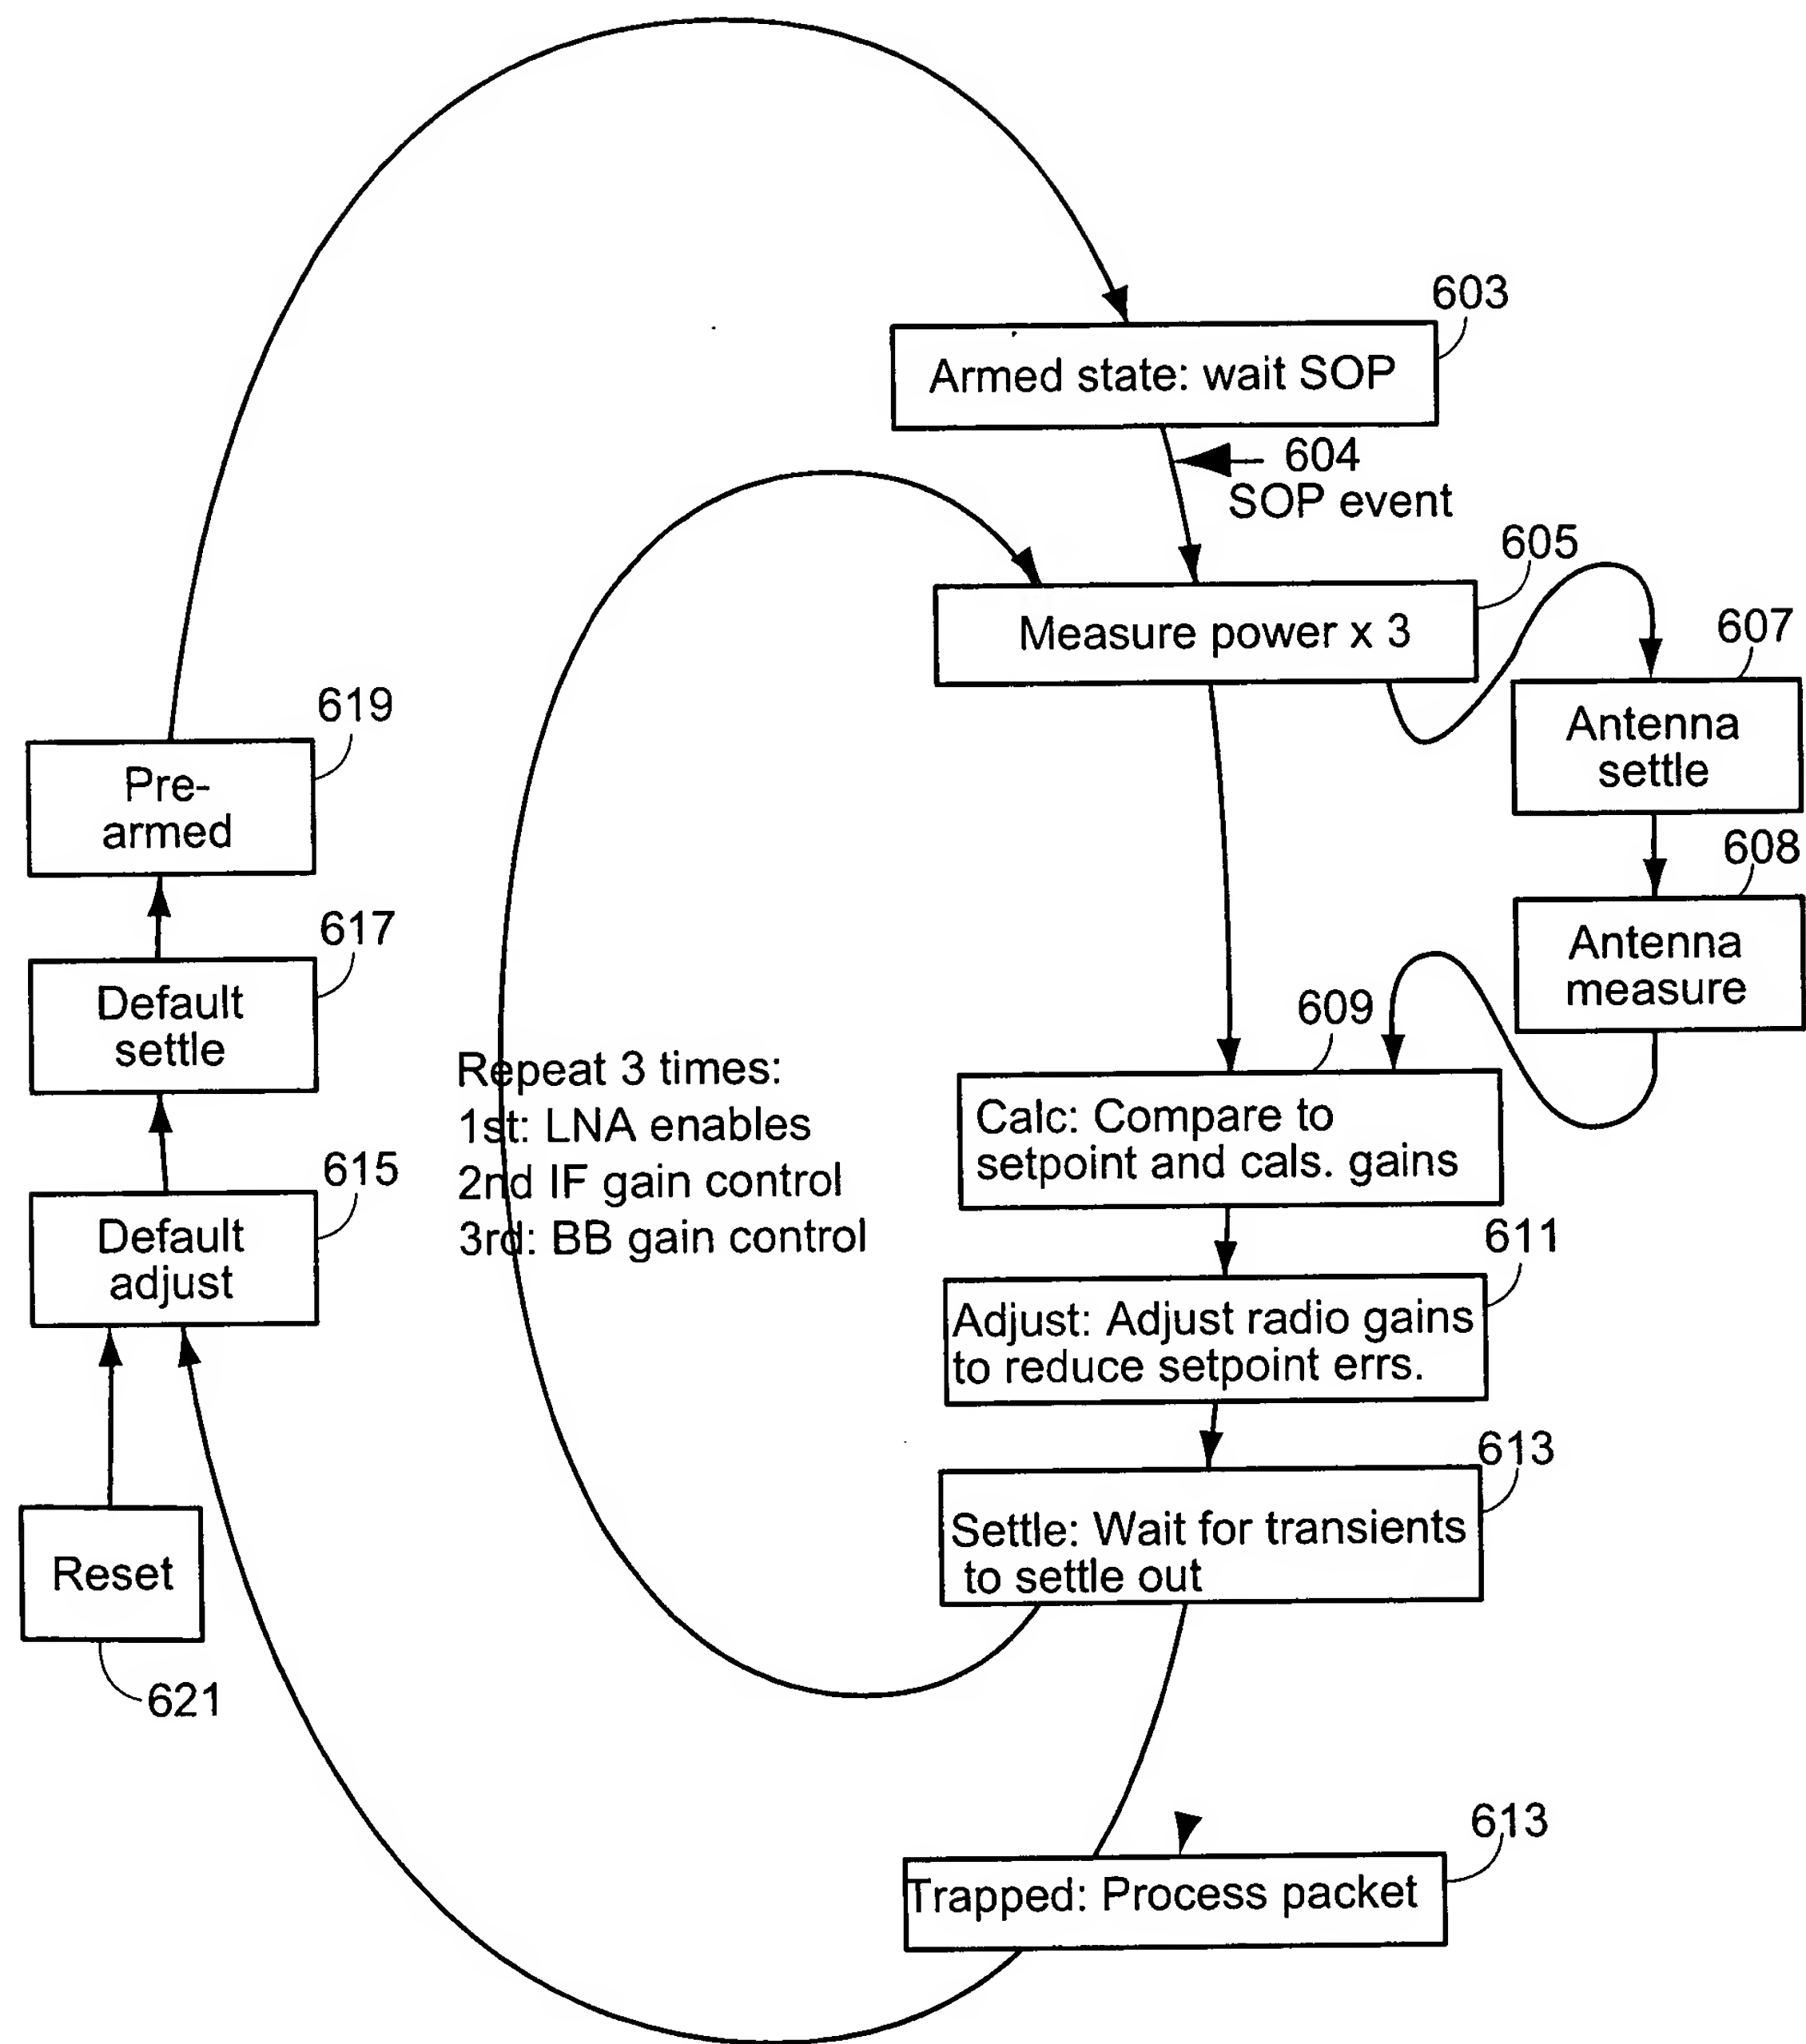 603
Armed state: wait SOP
604
SOP event
605
Measure power x 3
607
Antenna
settle
608
Antenna
measure
619
Pre-
armed
617
Default
settle
615
Default
adjust
Reset
621
Repeat 3 times:
1st: LNA enables
2nd IF gain control
3rd: BB gain control
609
Calc: Compare to
setpoint and cals. gains
611
Adjust: Adjust radio gains
to reduce setpoint errs.
613
Settle: Wait for transients
to settle out
613
Trapped: Process packet